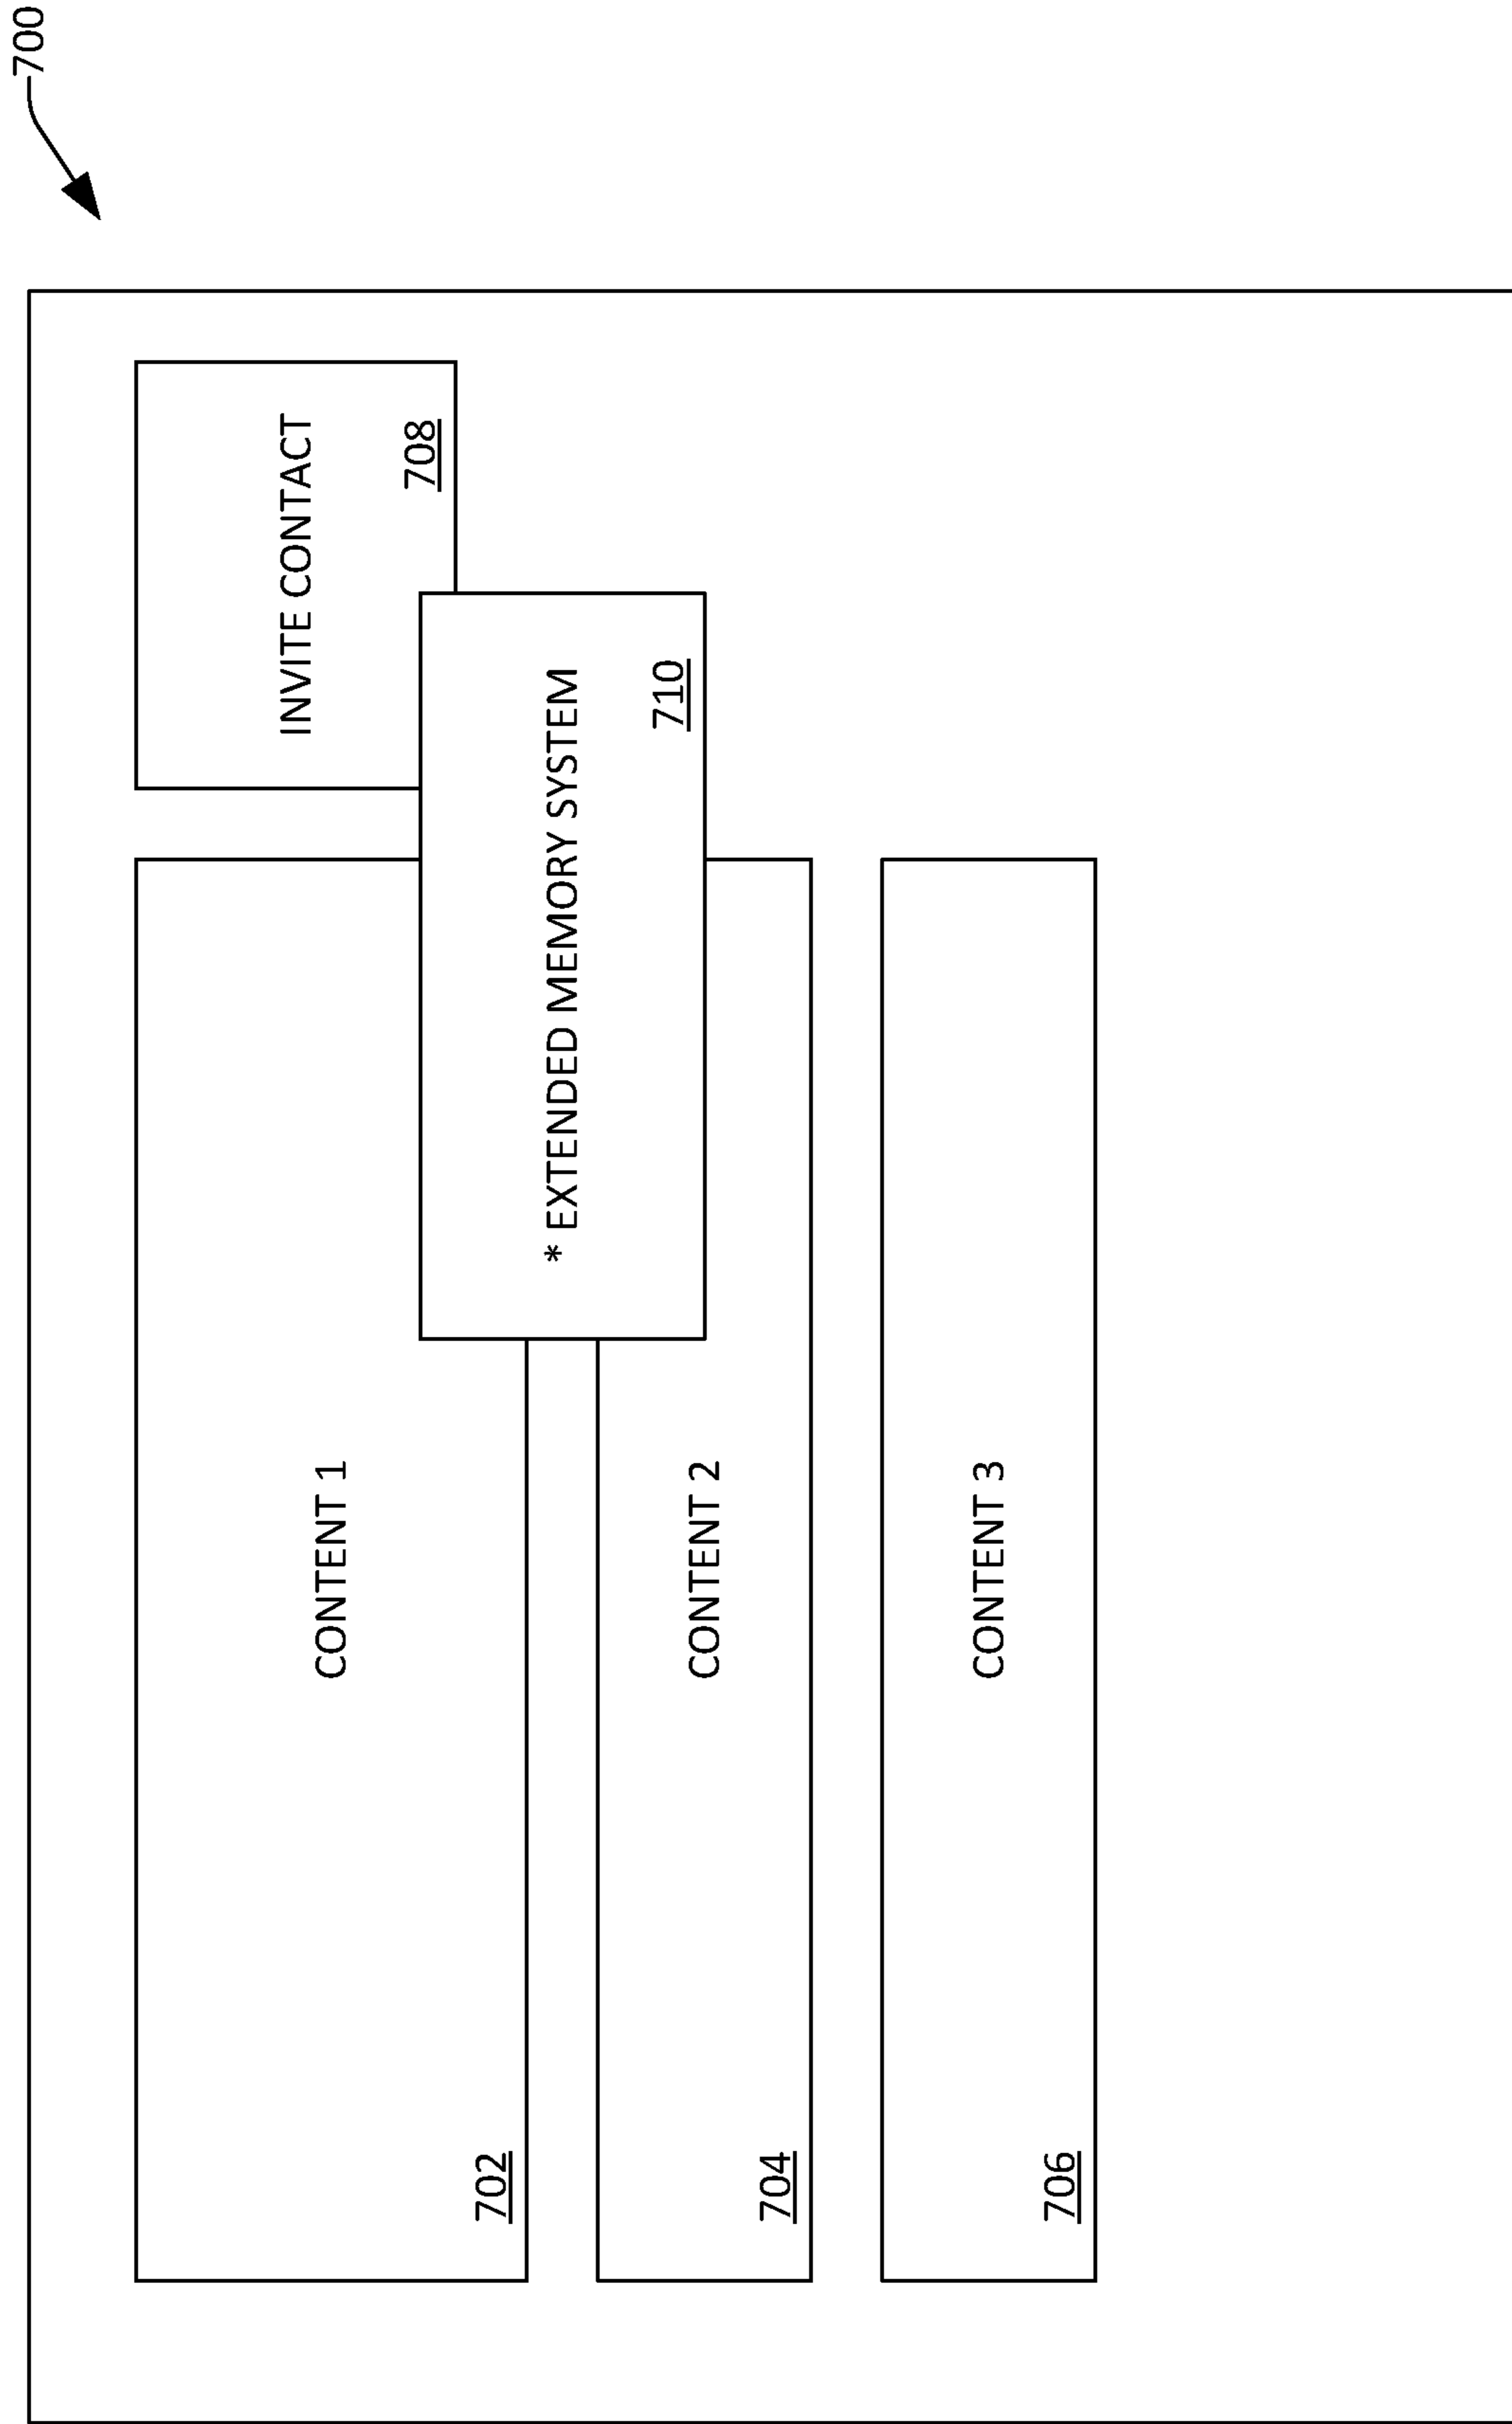 700
CONTENT 1
702
INVITE CONTACT
708
* EXTENDED MEMORY SYSTEM
710
CONTENT 2
704
CONTENT 3
706